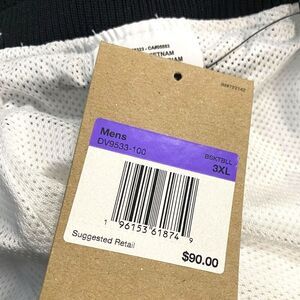 VIETNAM
Mens
DV9533-100
BSKTBLL
3XL
1 96153 61874 9
Suggested Retail
$90.00